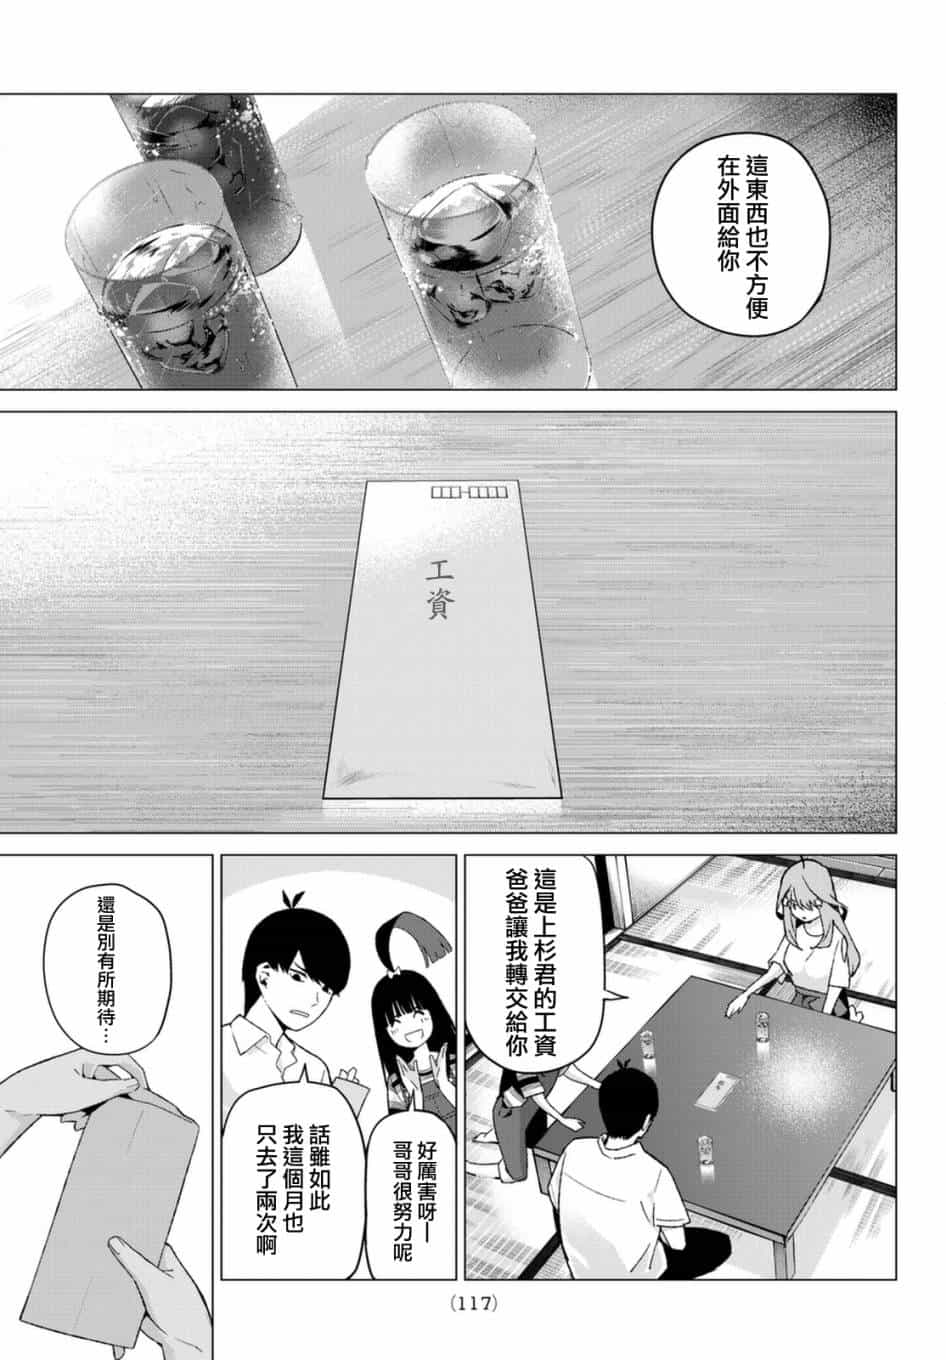 這東西也不方便
在外面給你
工資
這是上杉君的工資
爸爸讓我轉交給你
好厲害呀—
哥哥很努力呢
話雖如此
我這個月也
只去了兩次啊
還是別有所期待…
(117)